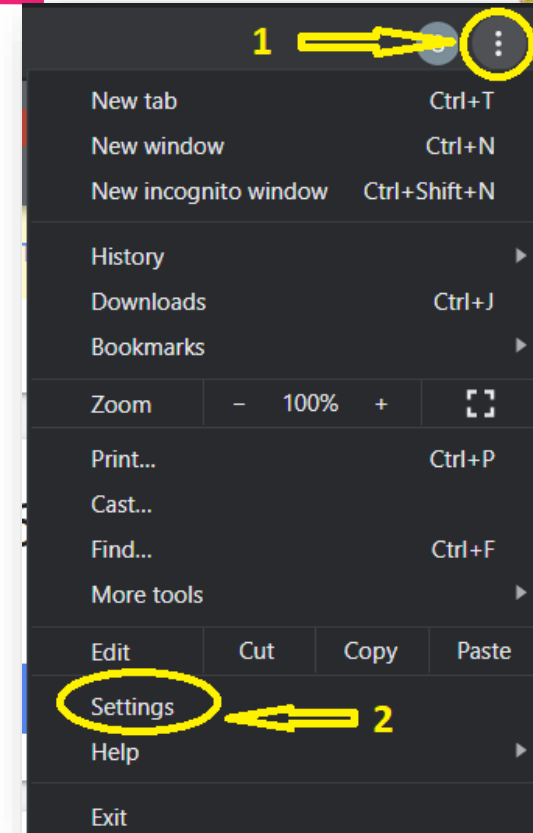 1
New tab Ctrl+T
New window Ctrl+N
New incognito window Ctrl+Shift+N
History
Downloads Ctrl+J
Bookmarks
Zoom - 100% +
Print... Ctrl+P
Cast...
Find... Ctrl+F
More tools
Edit Cut Copy Paste
Settings 2
Help
Exit